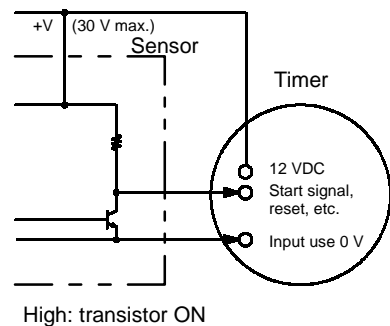 +V (30 V max.)
Sensor
Timer
12 VDC
Start signal,
reset, etc.
Input use 0 V
High: transistor ON